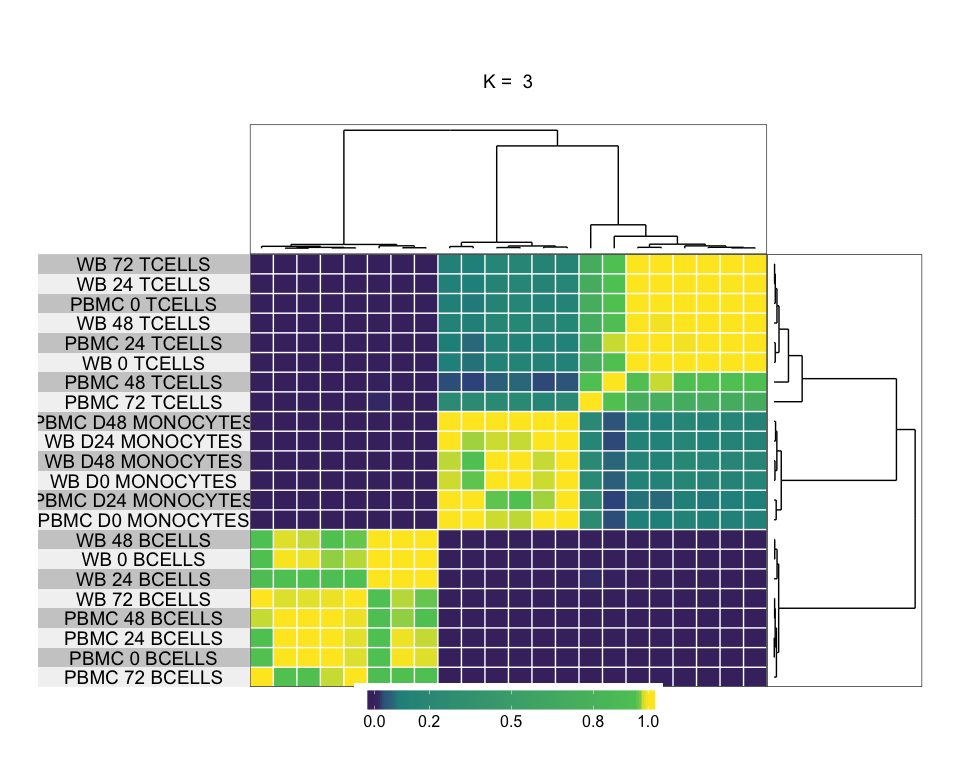 K = 3
WB 72 TCELLS
WB 24 TCELLS
PBMC 0 TCELLS
WB 48 TCELLS
PBMC 24 TCELLS
WB 0 TCELLS
PBMC 48 TCELLS
PBMC 72 TCELLS
PBMC D48 MONOCYTES
WB D24 MONOCYTES
WB D48 MONOCYTES
WB D0 MONOCYTES
PBMC D24 MONOCYTES
PBMC D0 MONOCYTES
WB 48 BCELLS
WB 0 BCELLS
WB 24 BCELLS
WB 72 BCELLS
PBMC 48 BCELLS
PBMC 24 BCELLS
PBMC 0 BCELLS
PBMC 72 BCELLS
0.0 0.2 0.5 0.8 1.0